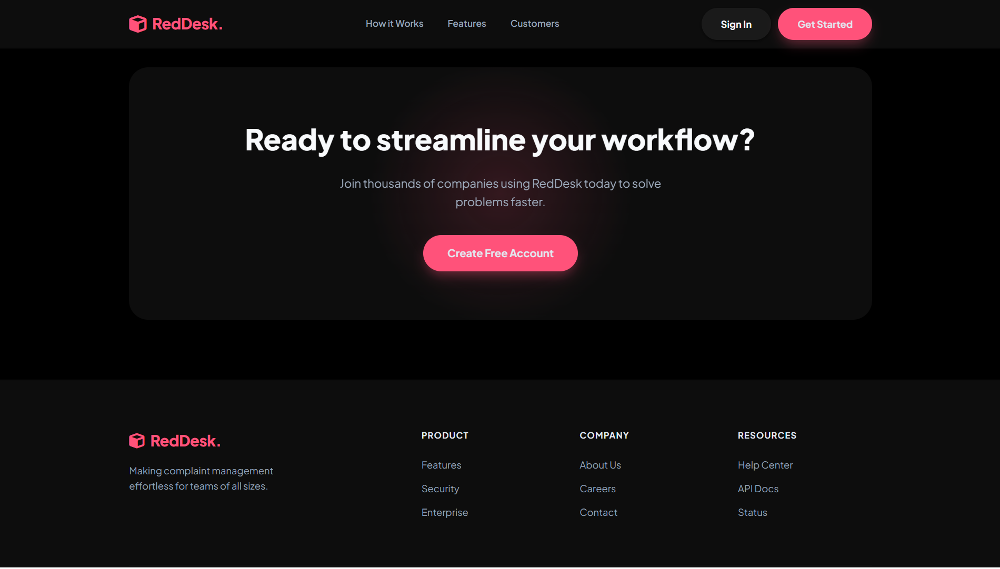 RedDesk.
How it Works
Features
Customers
Sign In
Get Started
Ready to streamline your workflow?
Join thousands of companies using RedDesk today to solve
problems faster.
Create Free Account
RedDesk.
Making complaint management
effortless for teams of all sizes.
PRODUCT
Features
Security
Enterprise
COMPANY
About Us
Careers
Contact
RESOURCES
Help Center
API Docs
Status